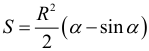 S = R²/2 (α − sin α)